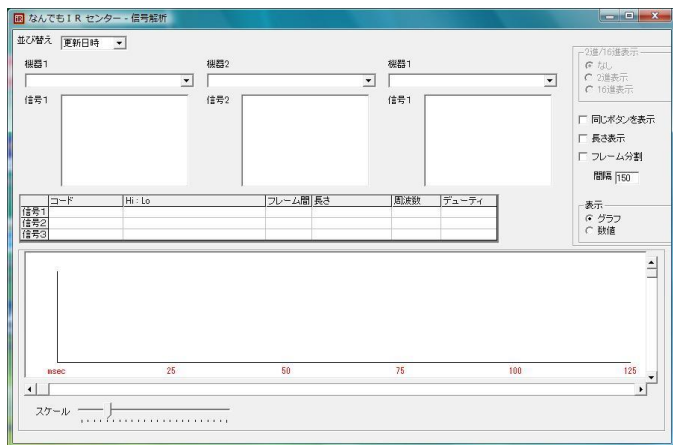 なんでもIR センター - 信号解析
並び替え 更新日時
機器1 機器2 機器1
信号1 信号2 信号1
2進/16進表示
なし
2進表示
16進表示
同じボタンを表示
長さ表示
フレーム分割
間隔 150
表示
グラフ
数値
コード Hi : Lo フレーム間 長さ 周波数 デューティ
信号1
信号2
信号3
msec 25 50 75 100 125
スケール